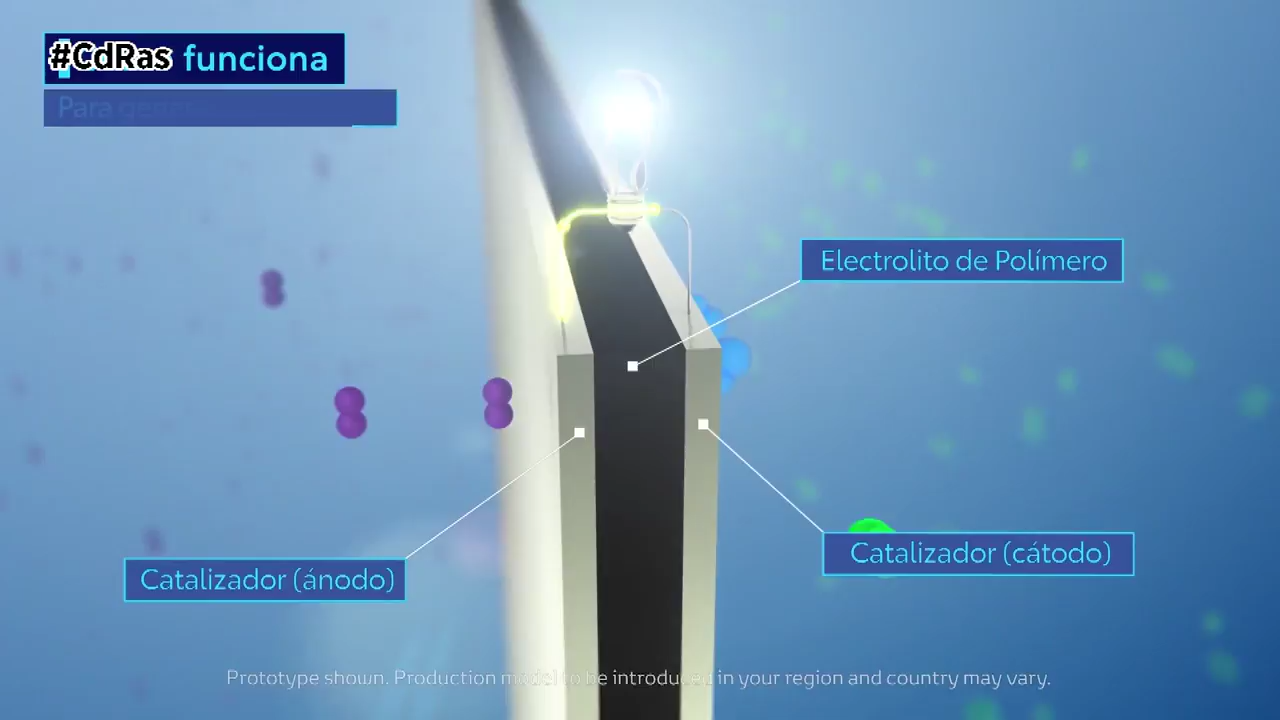 #CdRas funciona
Para
Electrolito de Polímero
Catalizador (cátodo)
Catalizador (ánodo)
Prototype shown. Production model to be introduced in your region and country may vary.